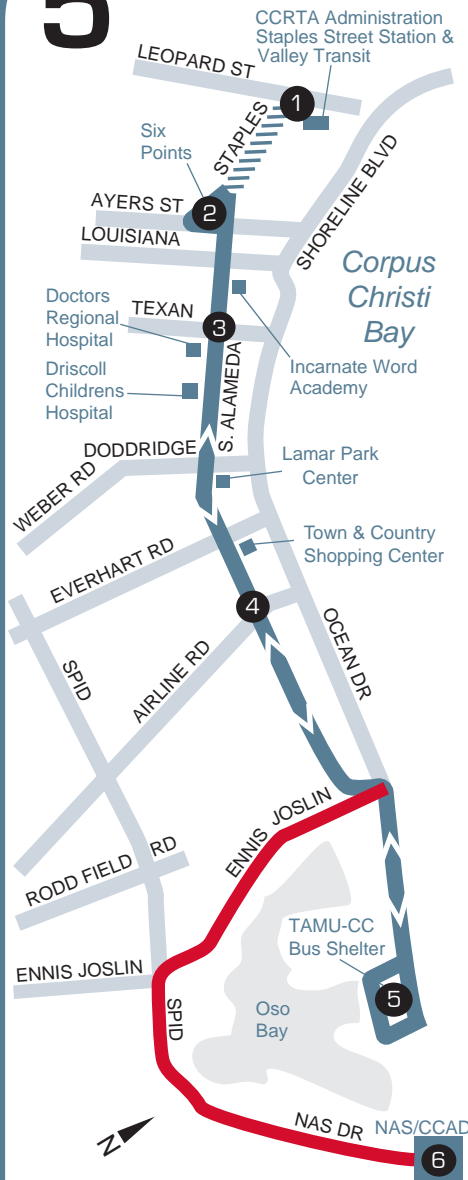 5
CCRTA Administration
Staples Street Station &
Valley Transit
LEOPARD ST
1
STAPLES
Six
Points
SHORELINE BLVD
AYERS ST
2
LOUISIANA
Corpus
Christi
Bay
Doctors
Regional
Hospital
TEXAN
3
Incarnate Word
Academy
Driscoll
Childrens
Hospital
S. ALAMEDA
DODDRIDGE
WEBER RD
Lamar Park
Center
EVERHART RD
Town & Country
Shopping Center
4
SPID
AIRLINE RD
OCEAN DR
ENNIS JOSLIN
RODD FIELD RD
TAMU-CC
Bus Shelter
ENNIS JOSLIN
5
SPID
Oso
Bay
N
NAS DR
NAS/CCAD
6